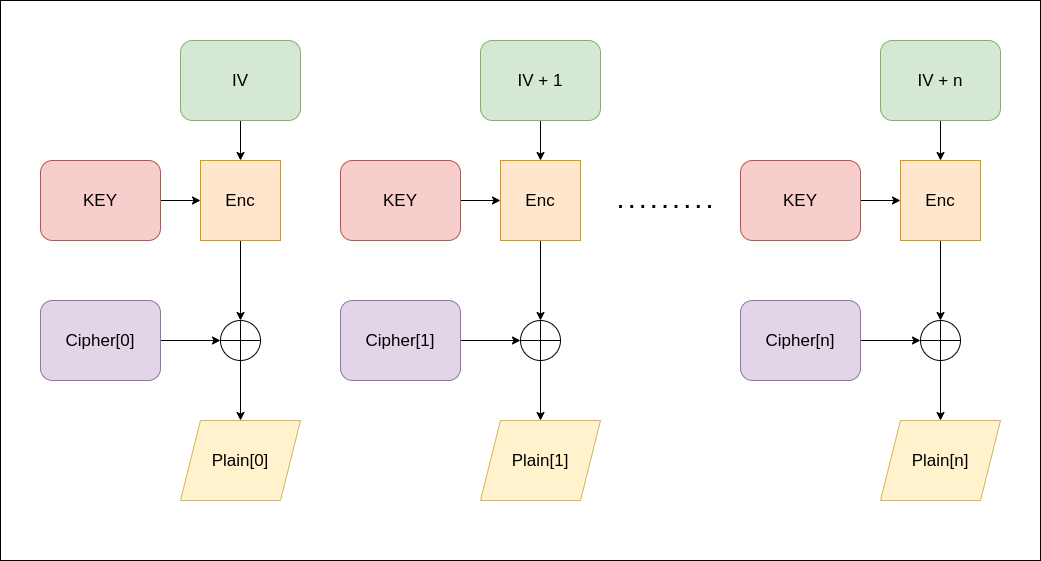 IV
IV + 1
IV + n
KEY
Enc
KEY
Enc
.........
KEY
Enc
Cipher[0]
Cipher[1]
Cipher[n]
Plain[0]
Plain[1]
Plain[n]